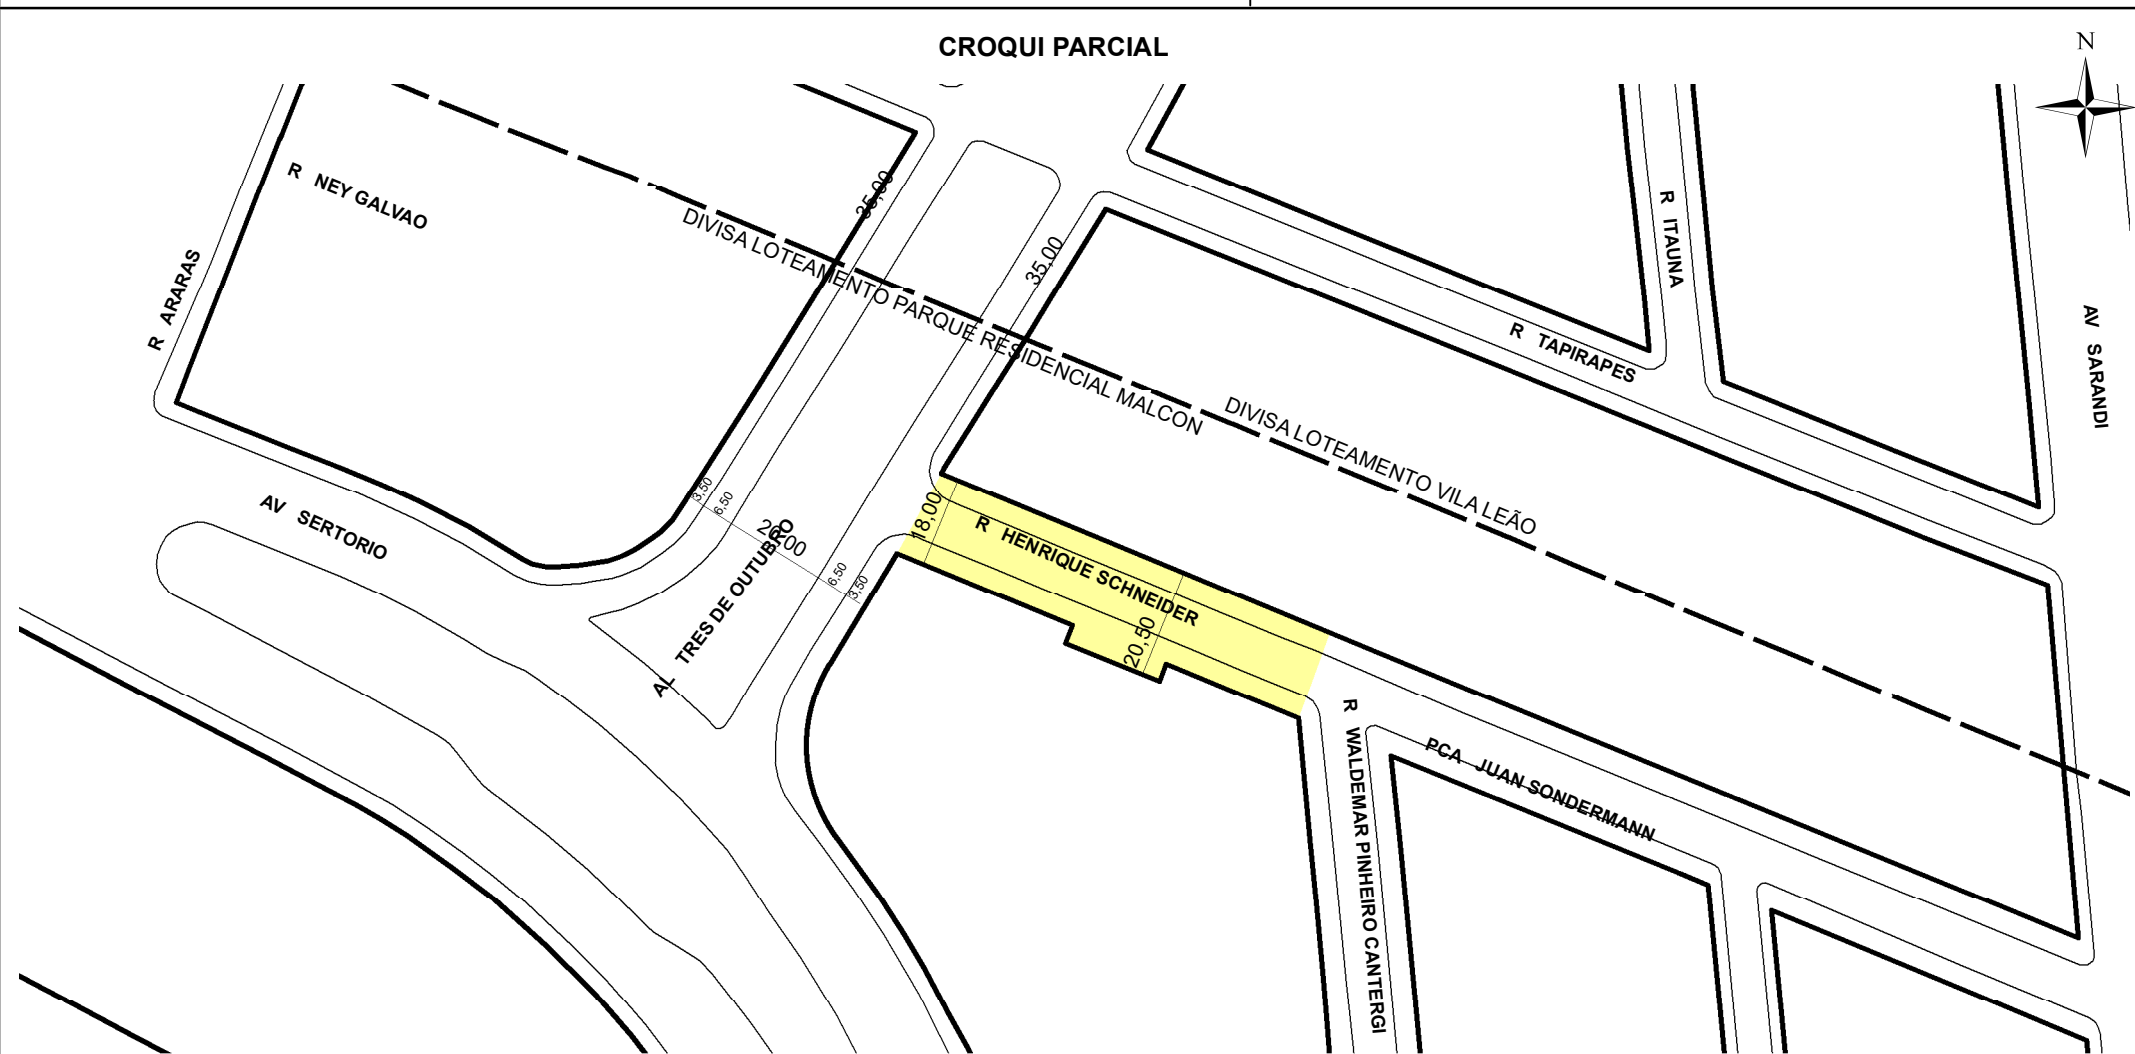 CROQUI PARCIAL
N
R NEY GALVAO
R ARARAS
35,00
DIVISA LOTEAMENTO PARQUE RESIDENCIAL MALCON
35,00
R ITAUNA
R TAPIRAPES
AV SARANDI
DIVISA LOTEAMENTO VILA LEÃO
AV SERTORIO
3,50
6,50
20,00
6,50
3,50
AL TRES DE OUTUBRO
18,00
R HENRIQUE SCHNEIDER
20,50
R WALDEMAR PINHEIRO CANTERGI
PCA JUAN SONDERMANN